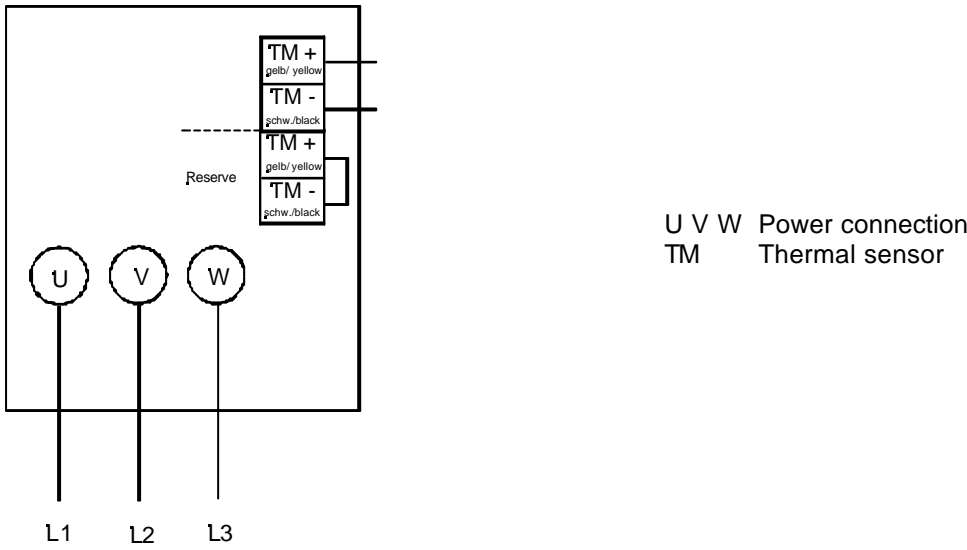 TM +
gelb/ yellow
TM -
schw./black
TM +
gelb/ yellow
Reserve
TM -
schw./black
U V W Power connection
TM Thermal sensor
U V W
L1 L2 L3